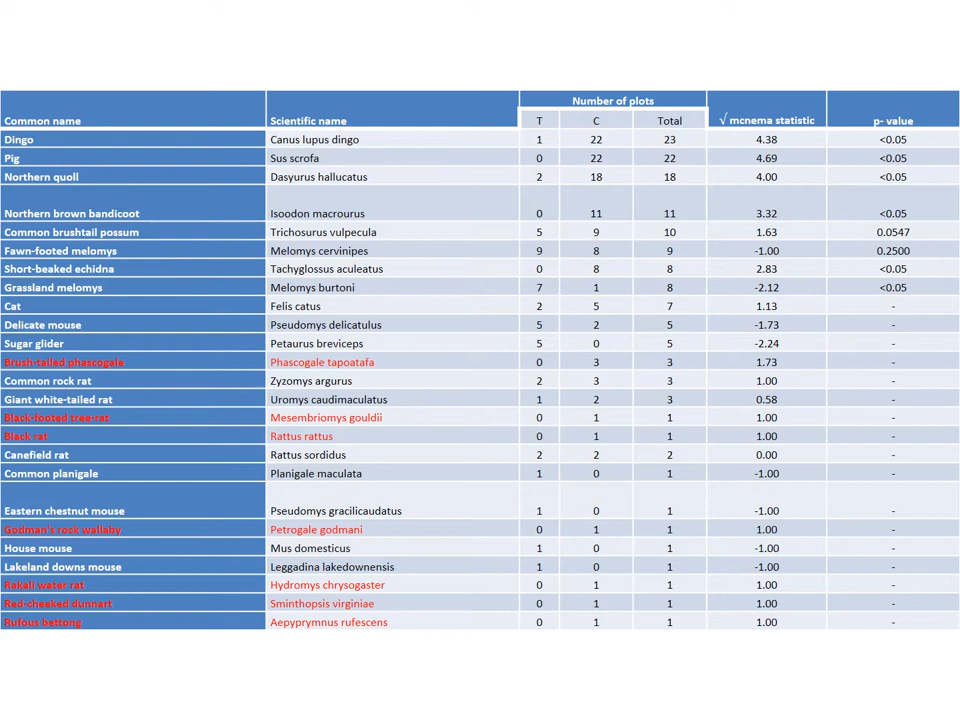 Number of plots
Common name Scientific name T C Total √ mcnema statistic p- value
Dingo Canus lupus dingo 1 22 23 4.38 <0.05
Pig Sus scrofa 0 22 22 4.69 <0.05
Northern quoll Dasyurus hallucatus 2 18 18 4.00 <0.05
Northern brown bandicoot Isoodon macrourus 0 11 11 3.32 <0.05
Common brushtail possum Trichosurus vulpecula 5 9 10 1.63 0.0547
Fawn-footed melomys Melomys cervinipes 9 8 9 -1.00 0.2500
Short-beaked echidna Tachyglossus aculeatus 0 8 8 2.83 <0.05
Grassland melomys Melomys burtoni 7 1 8 -2.12 <0.05
Cat Felis catus 2 5 7 1.13 -
Delicate mouse Pseudomys delicatulus 5 2 5 -1.73 -
Sugar glider Petaurus breviceps 5 0 5 -2.24 -
Brush-tailed phascogale Phascogale tapoatafa 0 3 3 1.73 -
Common rock rat Zyzomys argurus 2 3 3 1.00 -
Giant white-tailed rat Uromys caudimaculatus 1 2 3 0.58 -
Black-footed tree-rat Mesembriomys gouldii 0 1 1 1.00 -
Black rat Rattus rattus 0 1 1 1.00 -
Canefield rat Rattus sordidus 2 2 2 0.00 -
Common planigale Planigale maculata 1 0 1 -1.00 -
Eastern chestnut mouse Pseudomys gracilicaudatus 1 0 1 -1.00 -
Godman's rock wallaby Petrogale godmani 0 1 1 1.00 -
House mouse Mus domesticus 1 0 1 -1.00 -
Lakeland downs mouse Leggadina lakedownensis 1 0 1 -1.00 -
Rakali water rat Hydromys chrysogaster 0 1 1 1.00 -
Red-cheeked dunnart Sminthopsis virginiae 0 1 1 1.00 -
Rufous bettong Aepyprymnus rufescens 0 1 1 1.00 -